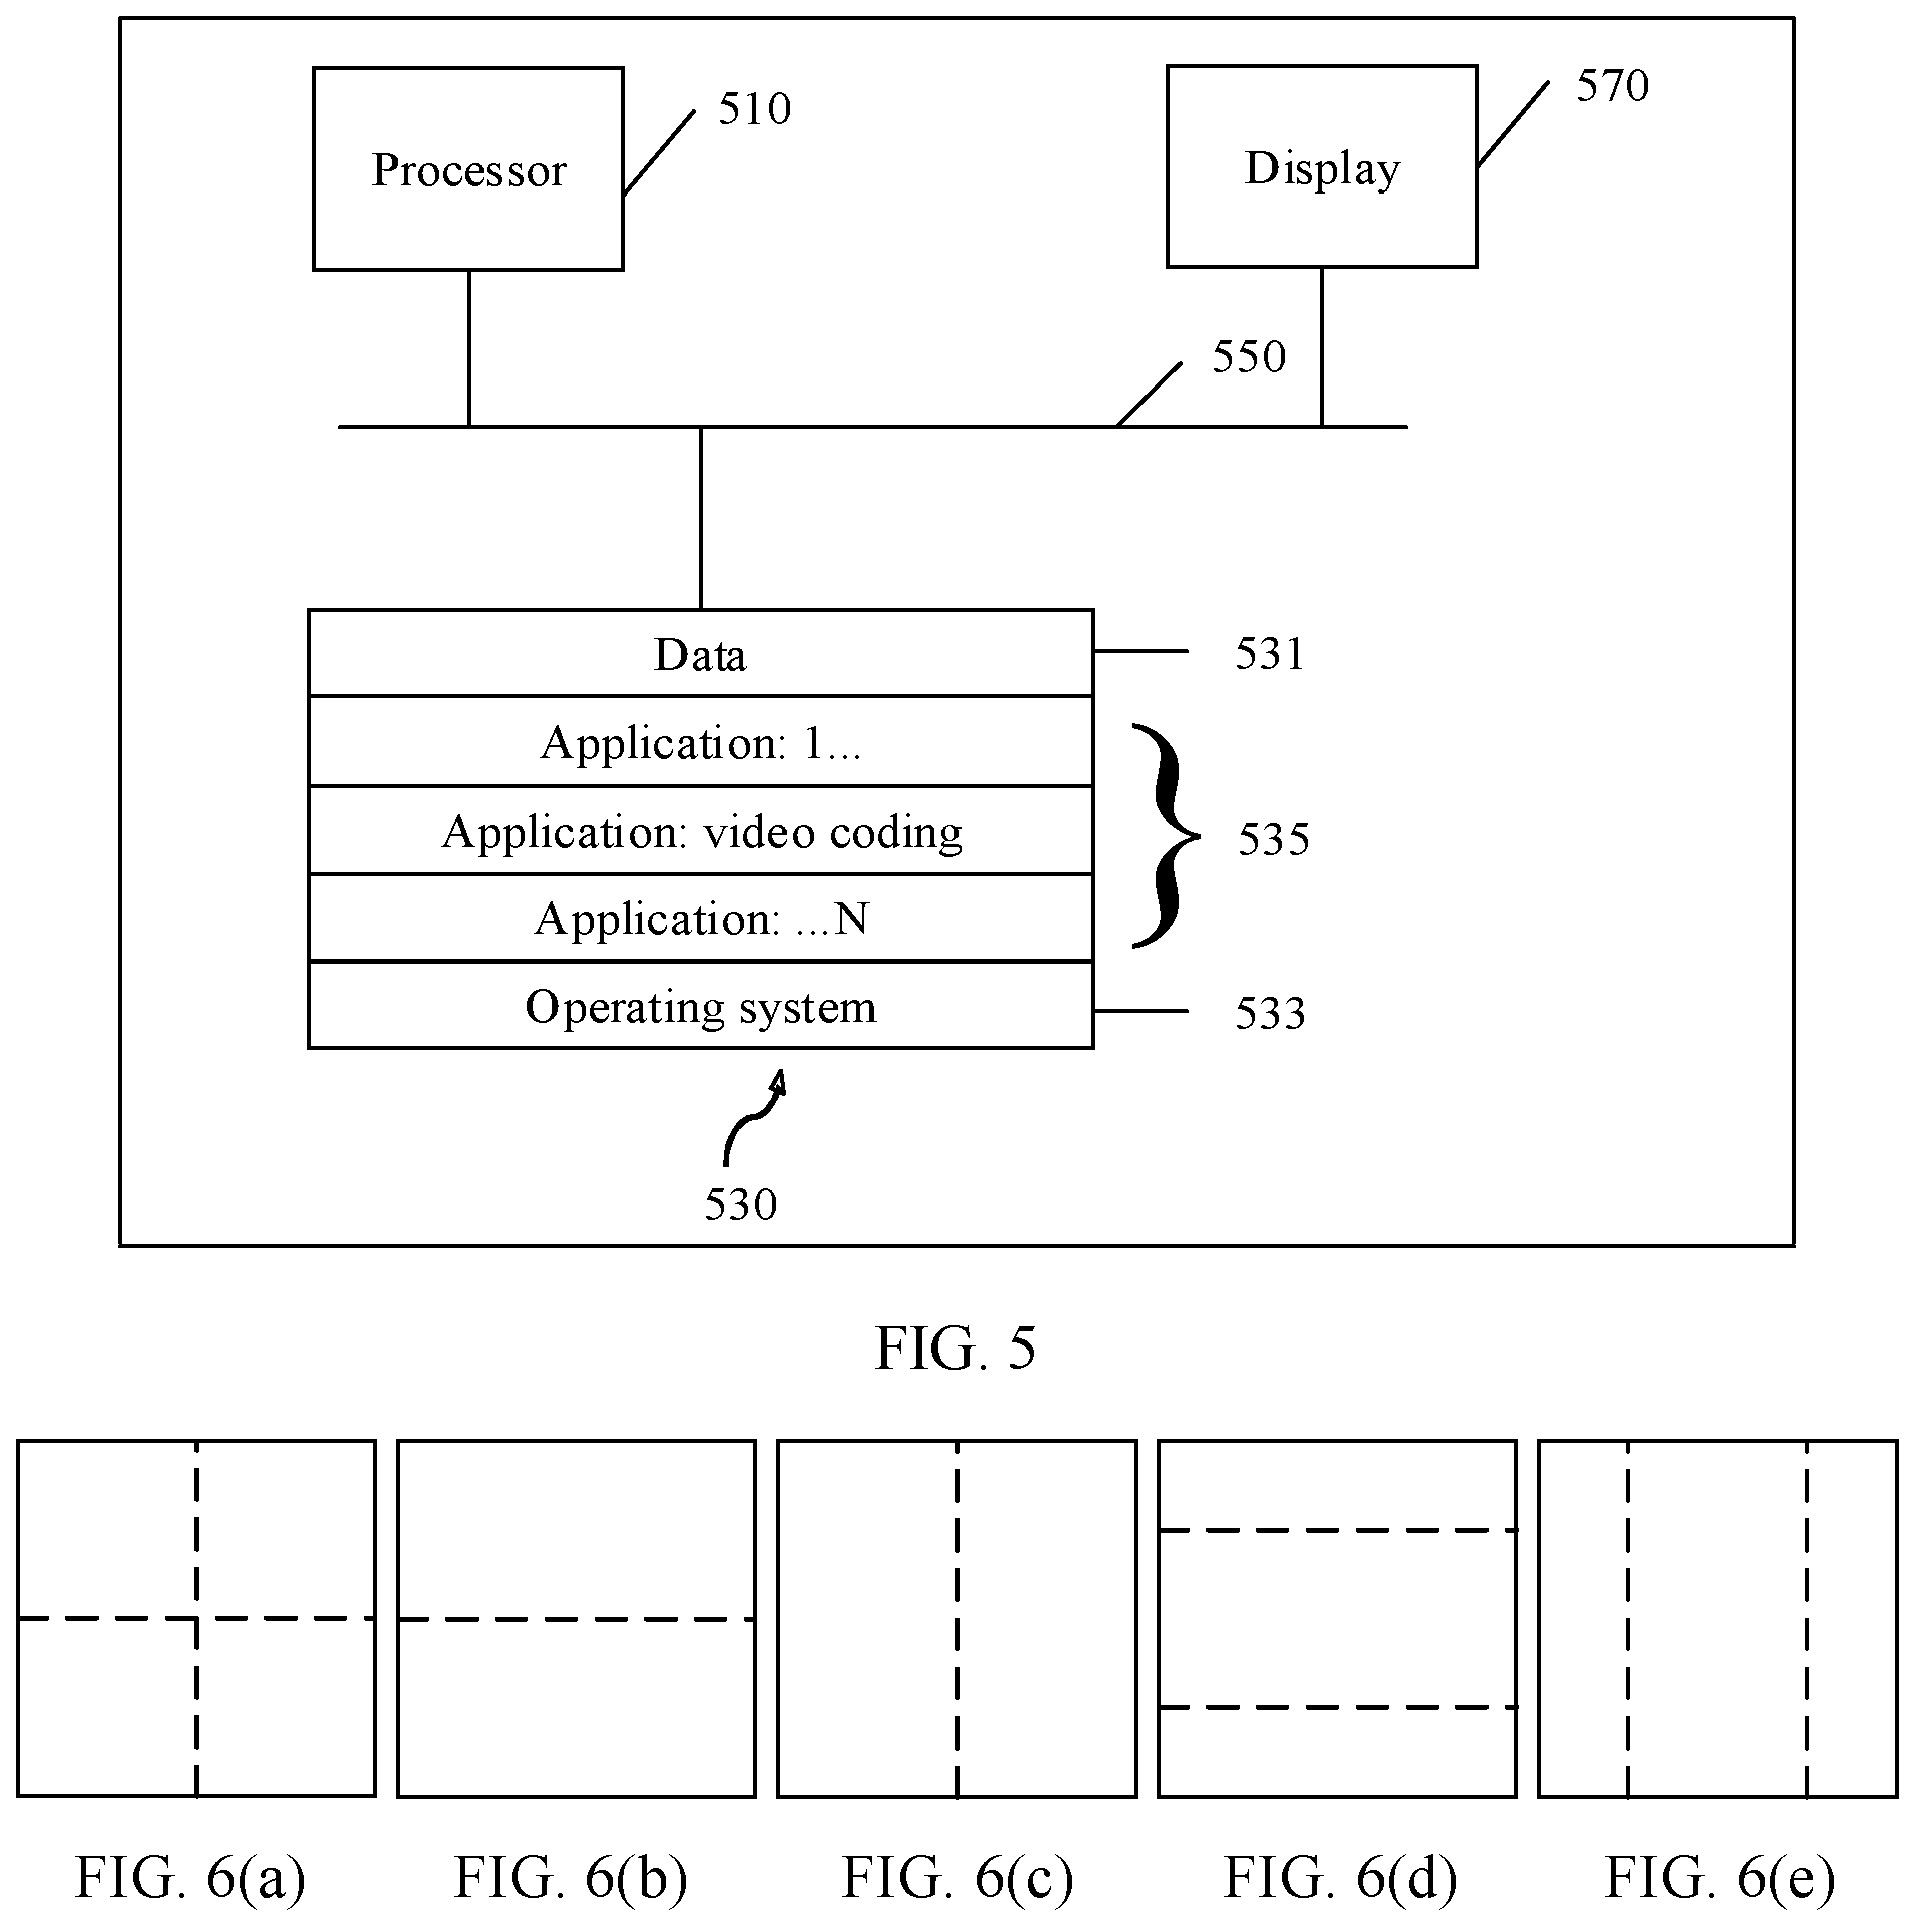 510
570
Processor
Display
550
Data
531
Application: 1...
Application: video coding
535
Application: ...N
Operating system
533
530
FIG. 5
FIG. 6(a)
FIG. 6(b)
FIG. 6(c)
FIG. 6(d)
FIG. 6(e)